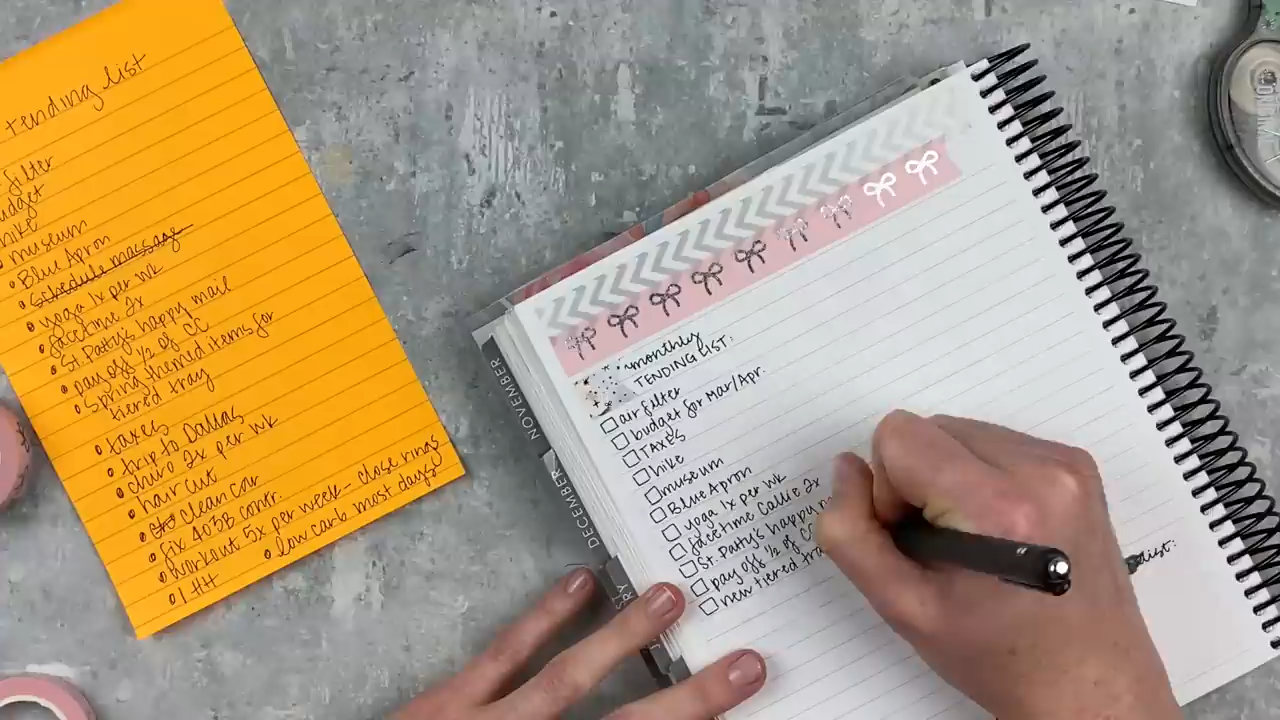 tending list
filter
budget
hike
• museum
• Blue Apron
• schedule massage
• yoga 1x per wk
• facetime 2x
• St. Patty's happy mail
• pay off 1/2 of CC
• Spring themed items for
tiered tray
• taxes
• trip to Dallas
• chiro 2x per wk
• hair cut
• Clean Car
• fix 403B contr.
• workout 5x per week - close rings
• 1 HH
• low carb most days
monthly
TENDING LIST:
air filter
budget for Mar/Apr.
TAXES
hike
museum
Blue Apron
yoga 1x per wk
facetime Callie 2x
St. Patty's happy
pay off 1/2 of CC
new tiered tra
list:
NOVEMBER
DECEMBER